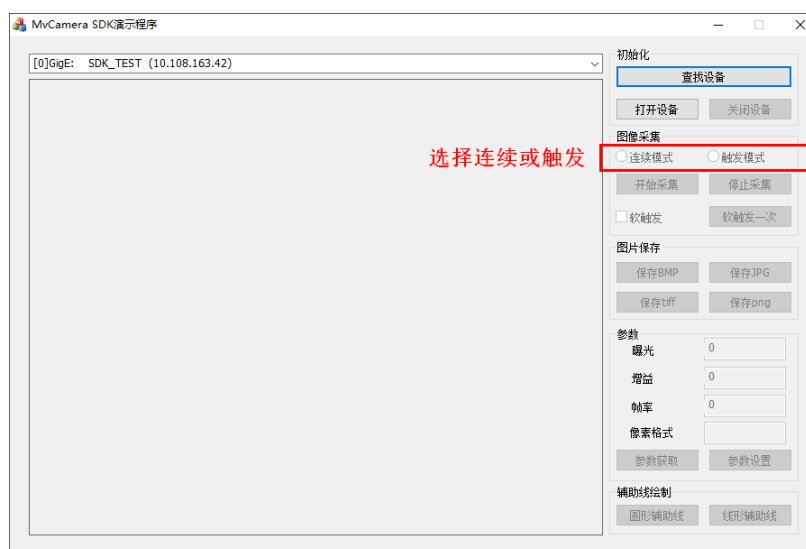 MvCamera SDK演示程序
[0]GigE: SDK_TEST (10.108.163.42)
初始化
查找设备
打开设备 关闭设备
图像采集
选择连续或触发
连续模式 触发模式
开始采集 停止采集
软触发 软触发一次
图片保存
保存BMP 保存JPG
保存tiff 保存png
参数
曝光 0
增益 0
帧率 0
像素格式
参数获取 参数设置
辅助线绘制
圆形辅助线 线形辅助线